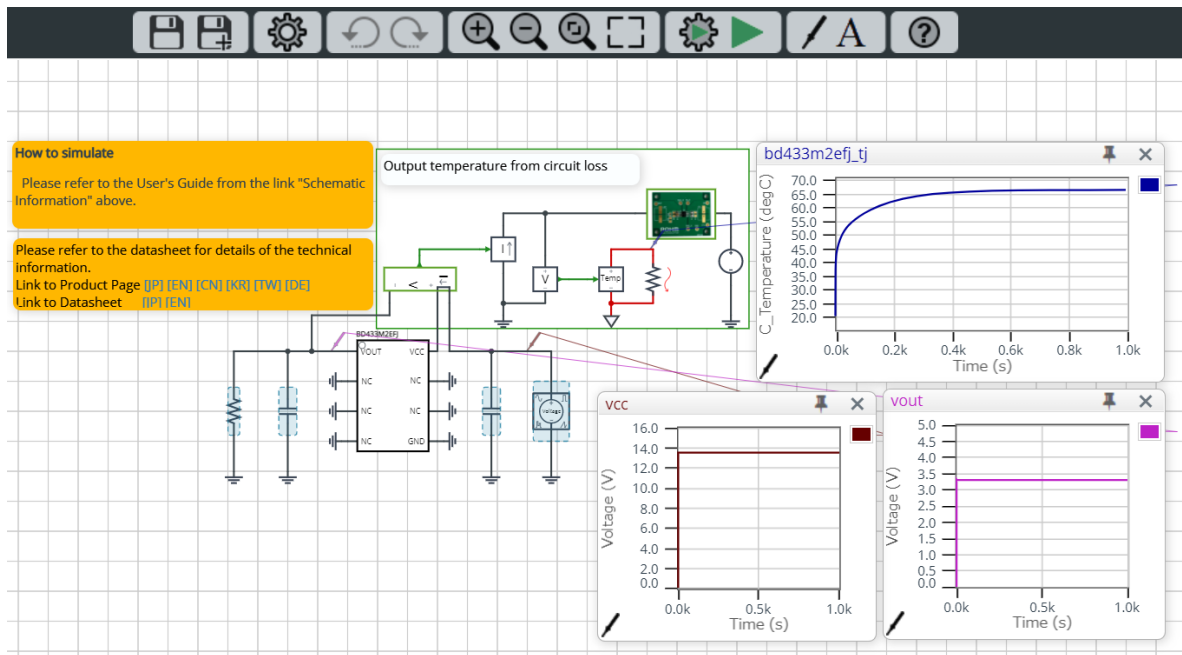 A
?
How to simulate
Please refer to the User's Guide from the link "Schematic
Information" above.
Please refer to the datasheet for details of the technical
information.
Link to Product Page [JP] [EN] [CN] [KR] [TW] [DE]
Link to Datasheet [JP] [EN]
Output temperature from circuit loss
I
V
Temp
BD433M2EFJ
VOUT VCC
NC NC
NC NC
NC GND
voltage
bd433m2efj_tj
C_Temperature (degC)
70.0
65.0
60.0
55.0
50.0
45.0
40.0
35.0
30.0
25.0
20.0
0.0k 0.2k 0.4k 0.6k 0.8k 1.0k
Time (s)
vcc
Voltage (V)
16.0
14.0
12.0
10.0
8.0
6.0
4.0
2.0
0.0
0.0k 0.5k 1.0k
Time (s)
vout
Voltage (V)
5.0
4.5
4.0
3.5
3.0
2.5
2.0
1.5
1.0
0.5
0.0
0.0k 0.5k 1.0k
Time (s)